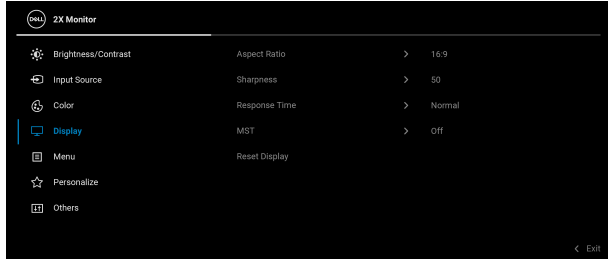 DELL 2X Monitor
Brightness/Contrast Aspect Ratio > 16:9
Input Source Sharpness > 50
Color Response Time > Normal
Display MST > Off
Menu Reset Display
Personalize
Others
< Exit